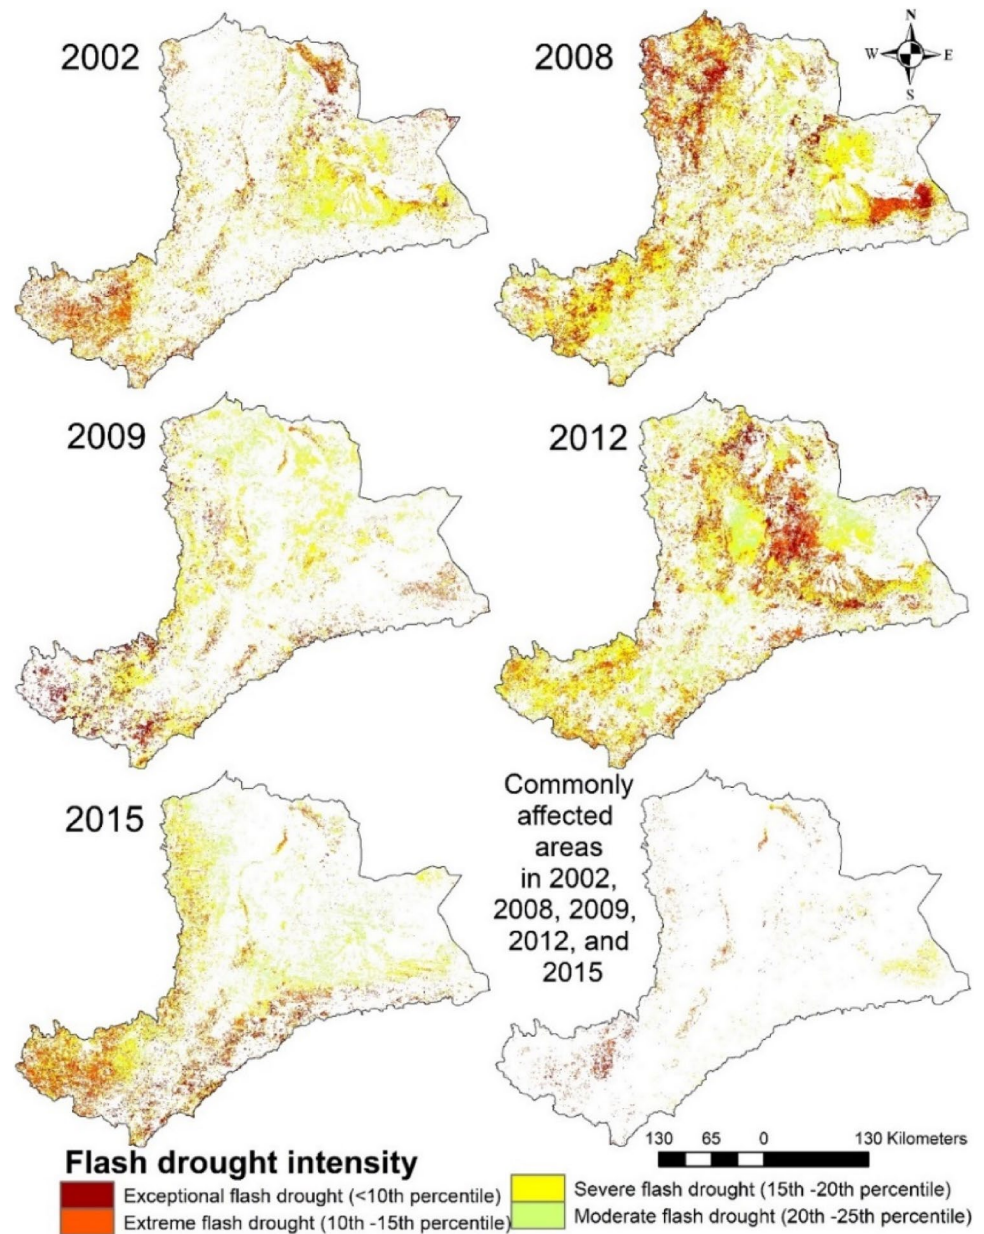 2002
2008
N
W
E
S
2009
2012
2015
Commonly
affected
areas
in 2002,
2008, 2009,
2012, and
2015
130 65 0 130 Kilometers
Flash drought intensity
Exceptional flash drought (<10th percentile)
Extreme flash drought (10th -15th percentile)
Severe flash drought (15th -20th percentile)
Moderate flash drought (20th -25th percentile)